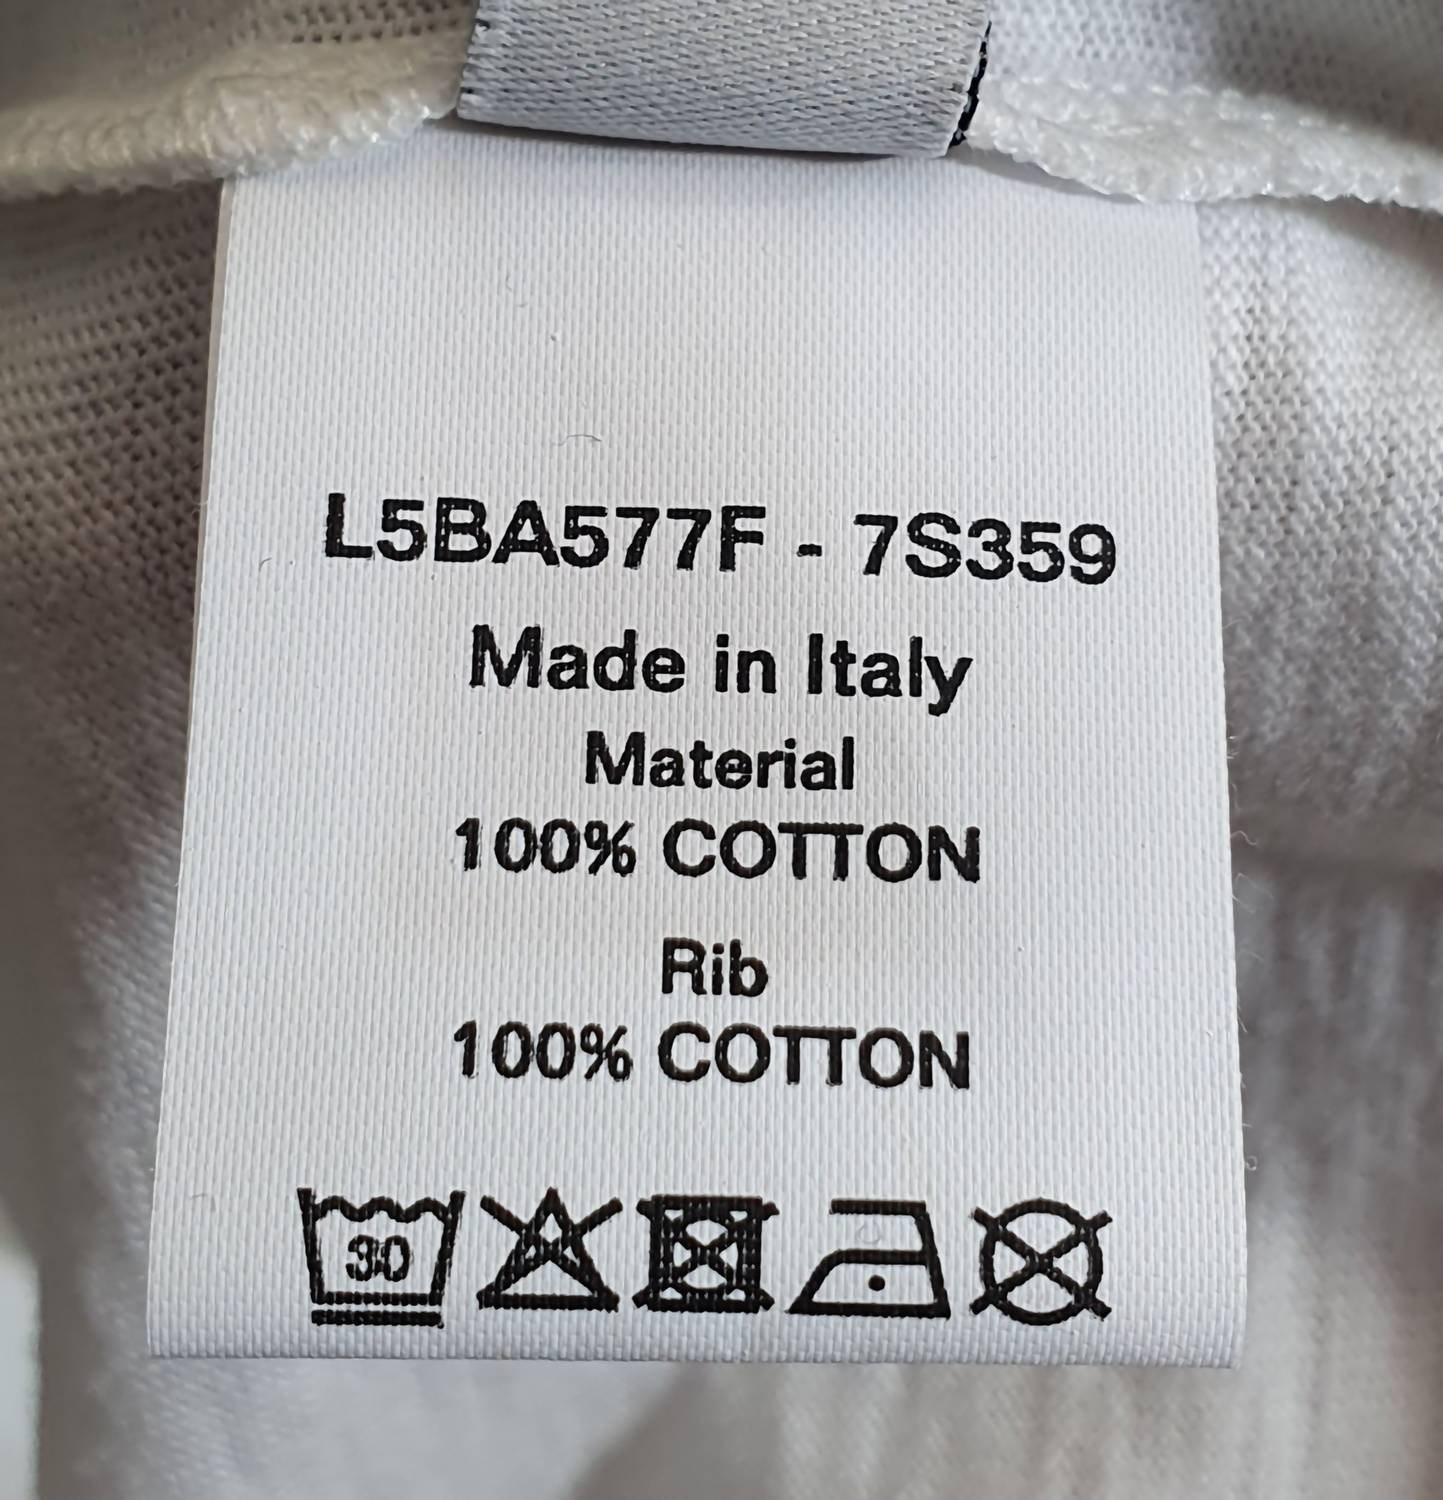 L5BA577F - 7S359
Made in Italy
Material
100% COTTON
Rib
100% COTTON
30